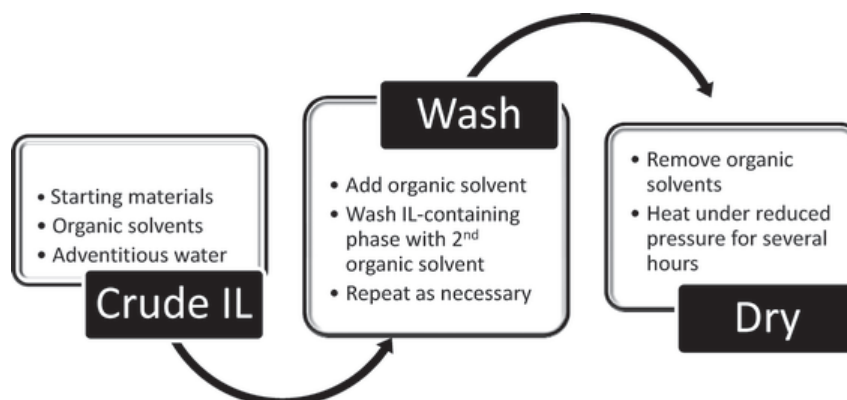 • Starting materials
• Organic solvents
• Adventitious water
Crude IL
Wash
• Add organic solvent
• Wash IL-containing
phase with 2nd
organic solvent
• Repeat as necessary
• Remove organic
solvents
• Heat under reduced
pressure for several
hours
Dry